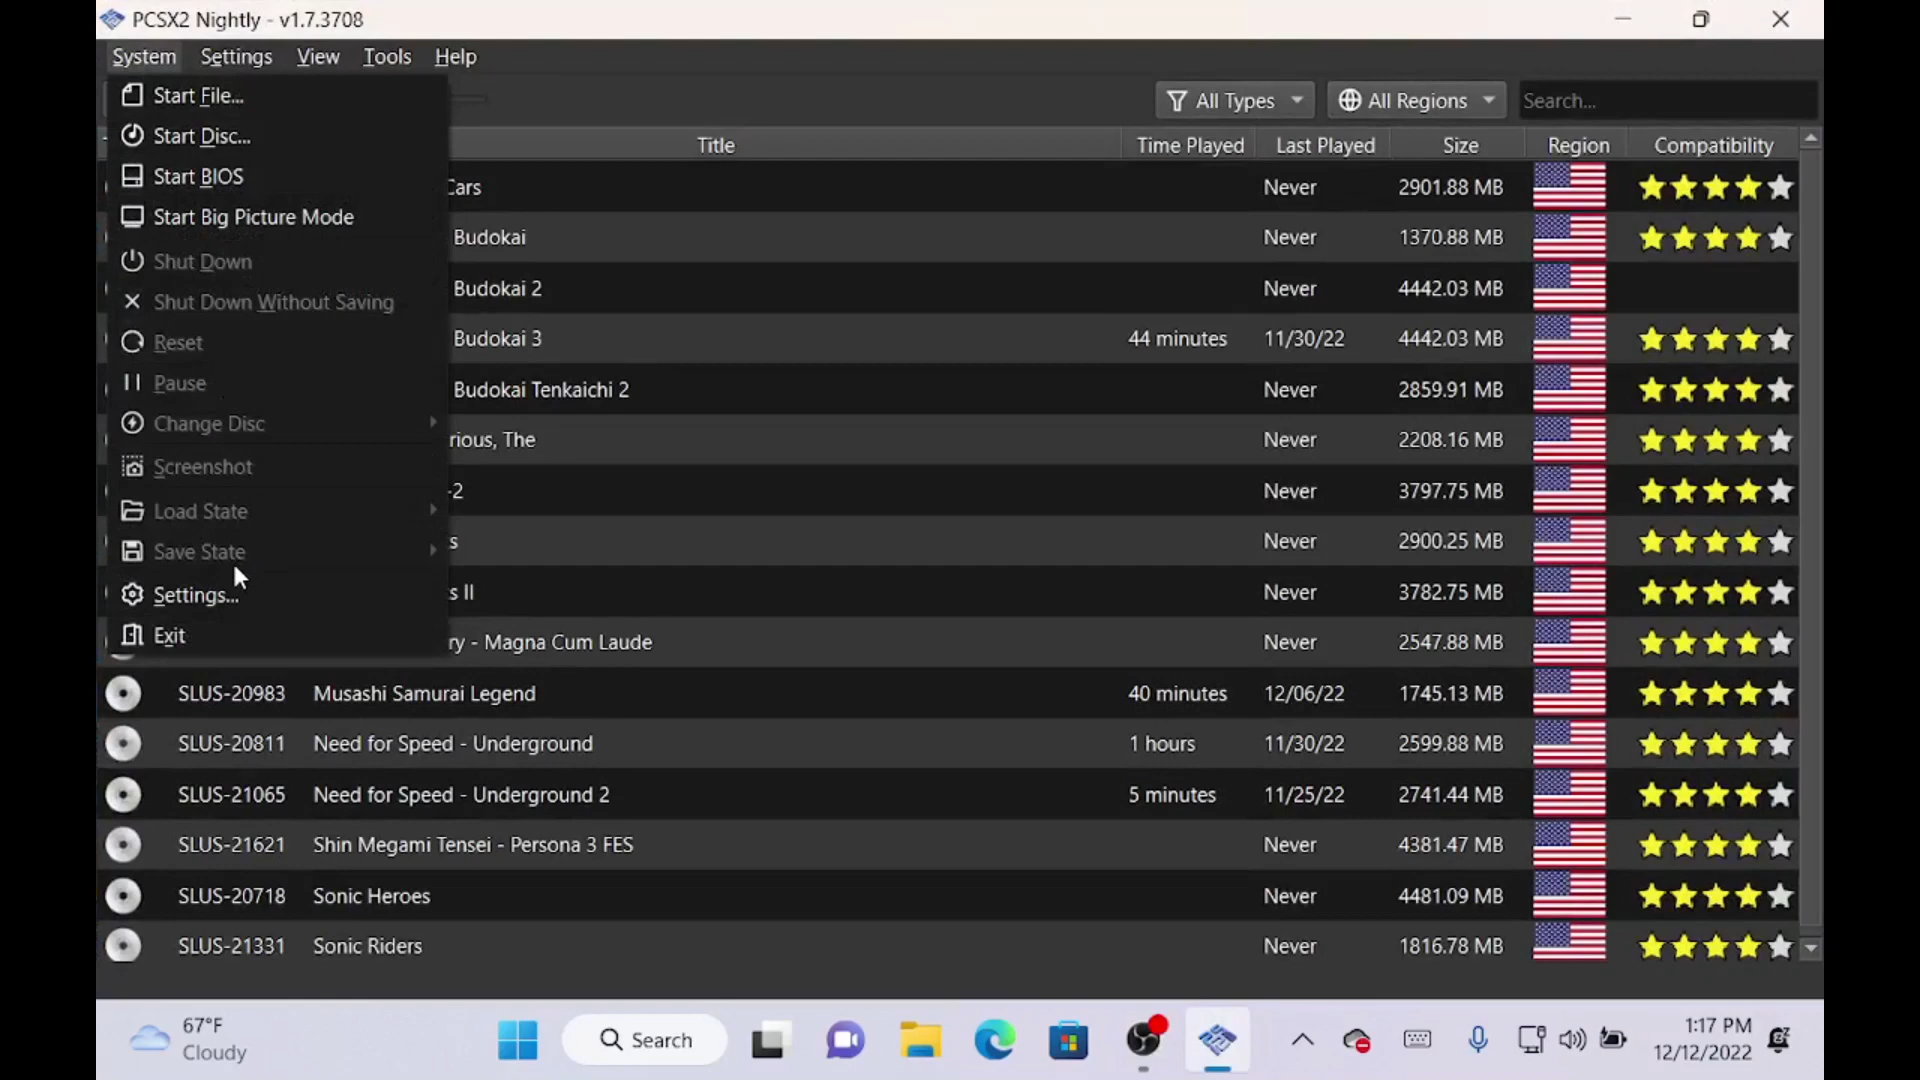 PCSX2 Nightly - v1.7.3708
System Settings View Tools Help
Start File...
Start Disc...
Start BIOS
Start Big Picture Mode
Shut Down
Shut Down Without Saving
Reset
Pause
Change Disc
Screenshot
Load State
Save State
Settings...
Exit
All Types All Regions Search...
Title Time Played Last Played Size Region Compatibility
Cars Never 2901.88 MB
Budokai Never 1370.88 MB
Budokai 2 Never 4442.03 MB
Budokai 3 44 minutes 11/30/22 4442.03 MB
Budokai Tenkaichi 2 Never 2859.91 MB
rious, The Never 2208.16 MB
-2 Never 3797.75 MB
s Never 2900.25 MB
s II Never 3782.75 MB
ry - Magna Cum Laude Never 2547.88 MB
SLUS-20983 Musashi Samurai Legend 40 minutes 12/06/22 1745.13 MB
SLUS-20811 Need for Speed - Underground 1 hours 11/30/22 2599.88 MB
SLUS-21065 Need for Speed - Underground 2 5 minutes 11/25/22 2741.44 MB
SLUS-21621 Shin Megami Tensei - Persona 3 FES Never 4381.47 MB
SLUS-20718 Sonic Heroes Never 4481.09 MB
SLUS-21331 Sonic Riders Never 1816.78 MB
67°F
Cloudy
Search
1:17 PM
12/12/2022